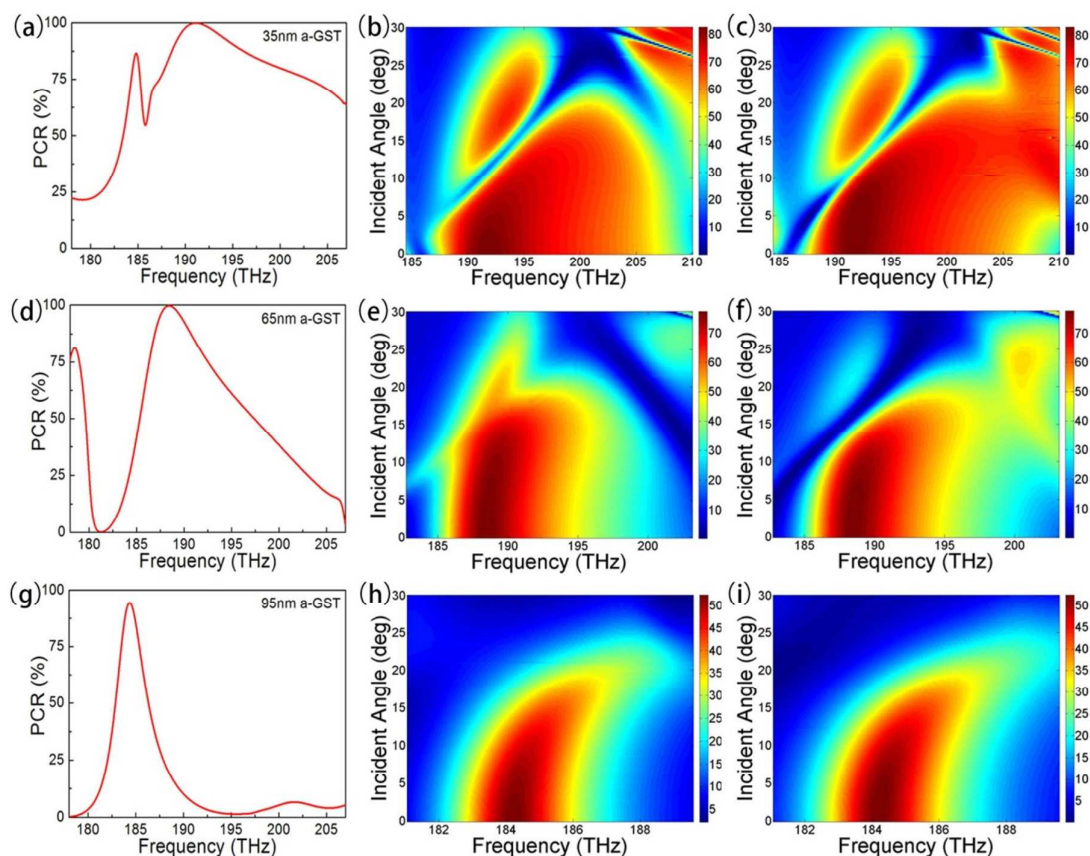 (a)
100
75
50
25
0
PCR (%)
35nm a-GST
180 185 190 195 200 205
Frequency (THz)
(b)
30
25
20
15
10
5
0
Incident Angle (deg)
185 190 195 200 205 210
Frequency (THz)
80
70
60
50
40
30
20
10
(c)
30
25
20
15
10
5
0
Incident Angle (deg)
185 190 195 200 205 210
Frequency (THz)
80
70
60
50
40
30
20
10
(d)
100
75
50
25
0
PCR (%)
65nm a-GST
180 185 190 195 200 205
Frequency (THz)
(e)
30
25
20
15
10
5
0
Incident Angle (deg)
185 190 195 200
Frequency (THz)
70
60
50
40
30
20
10
(f)
30
25
20
15
10
5
0
Incident Angle (deg)
185 190 195 200
Frequency (THz)
70
60
50
40
30
20
10
(g)
100
75
50
25
0
PCR (%)
95nm a-GST
180 185 190 195 200 205
Frequency (THz)
(h)
30
25
20
15
10
5
0
Incident Angle (deg)
182 184 186 188
Frequency (THz)
50
45
40
35
30
25
20
15
10
5
(i)
30
25
20
15
10
5
0
Incident Angle (deg)
182 184 186 188
Frequency (THz)
50
45
40
35
30
25
20
15
10
5